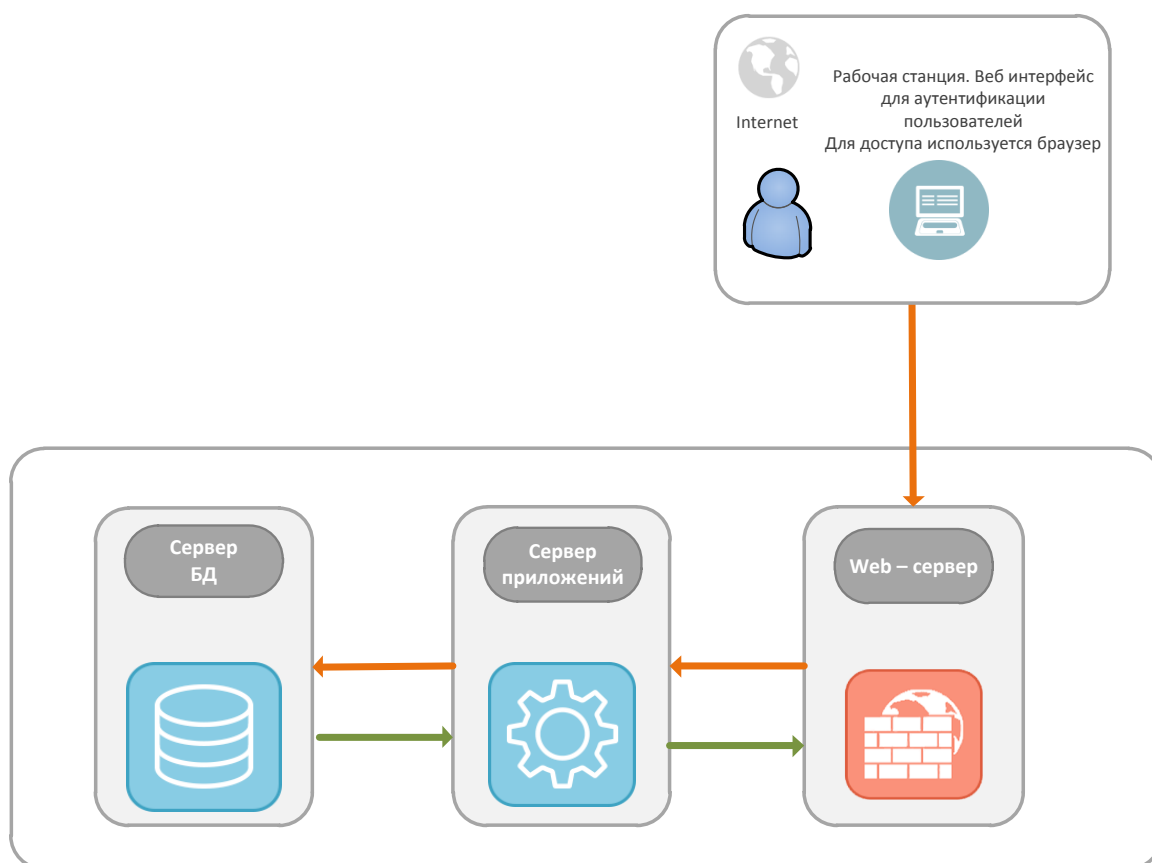 Internet
Рабочая станция. Веб интерфейс
для аутентификации
пользователей
Для доступа используется браузер
Сервер
БД
Сервер
приложений
Web – сервер